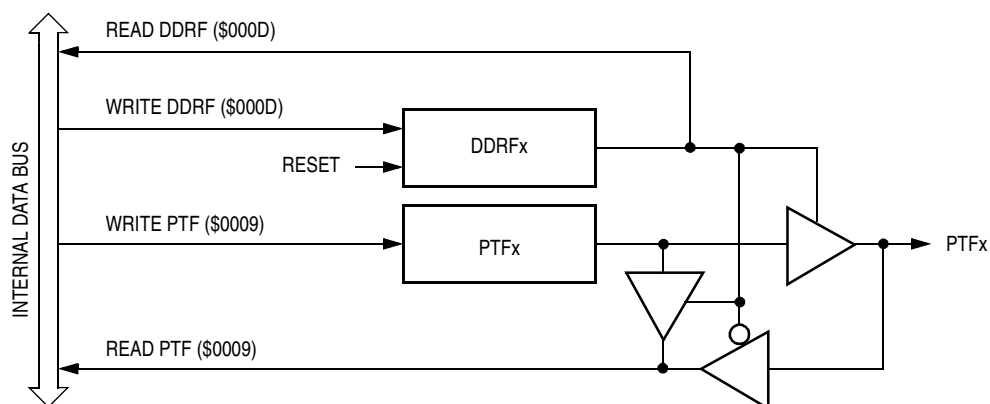 READ DDRF ($000D)
WRITE DDRF ($000D)
DDRFx
RESET
WRITE PTF ($0009)
PTFx
PTFx
READ PTF ($0009)
INTERNAL DATA BUS